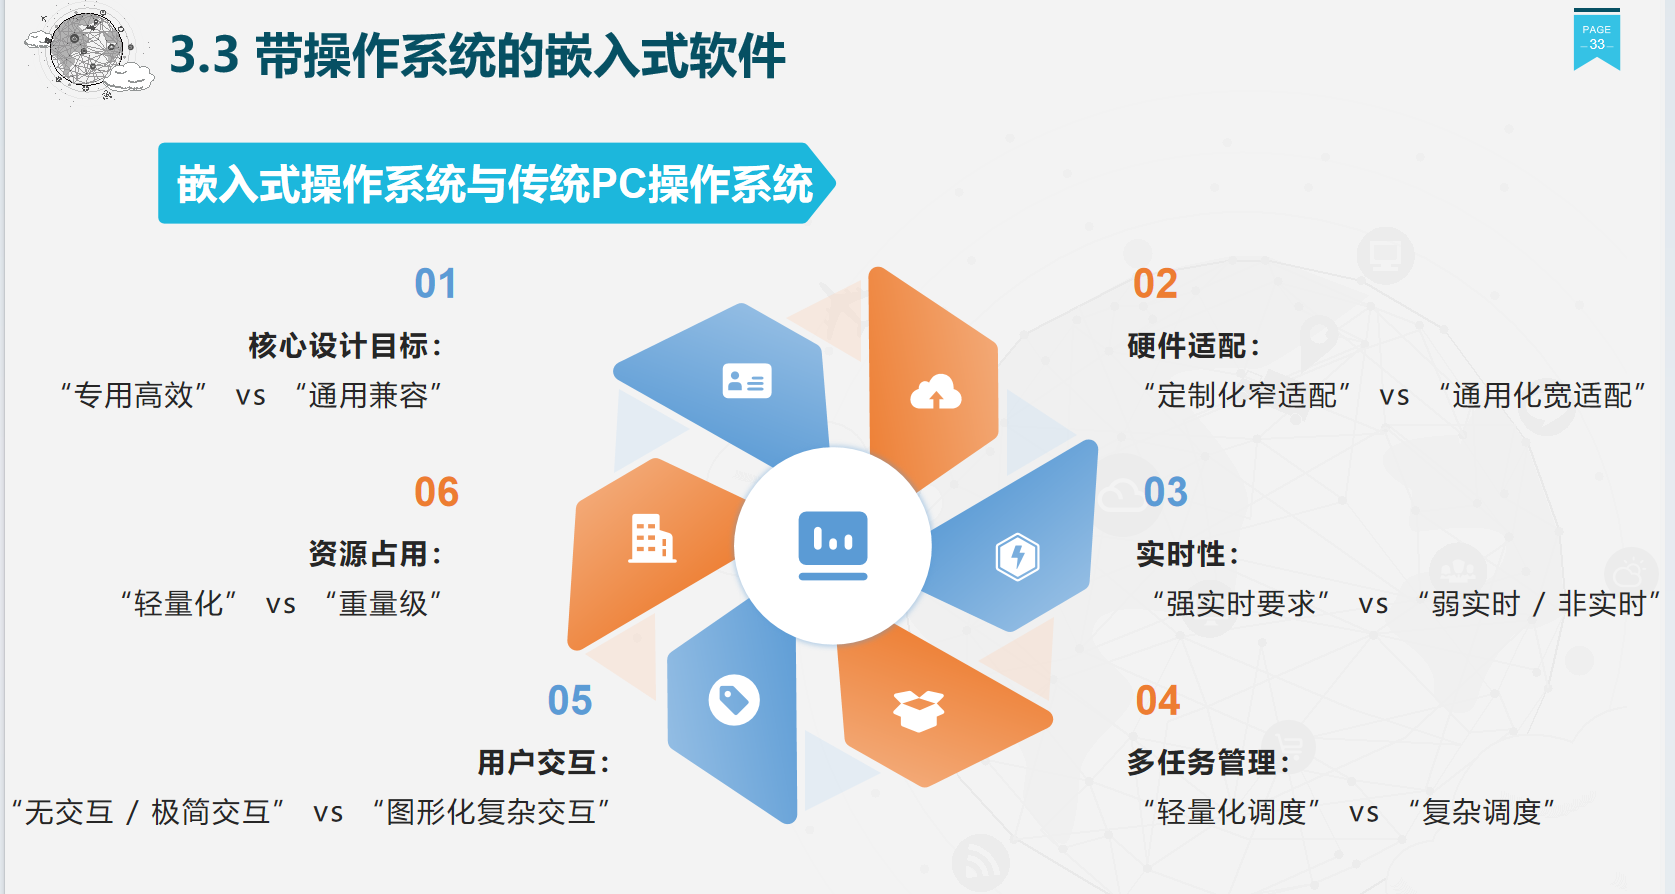 3.3 带操作系统的嵌入式软件
PAGE
33
嵌入式操作系统与传统PC操作系统
01
核心设计目标：
“专用高效” vs “通用兼容”
02
硬件适配：
“定制化窄适配” vs “通用化宽适配”
03
实时性：
“强实时要求” vs “弱实时 / 非实时”
04
多任务管理：
“轻量化调度” vs “复杂调度”
05
用户交互：
“无交互 / 极简交互” vs “图形化复杂交互”
06
资源占用：
“轻量化” vs “重量级”